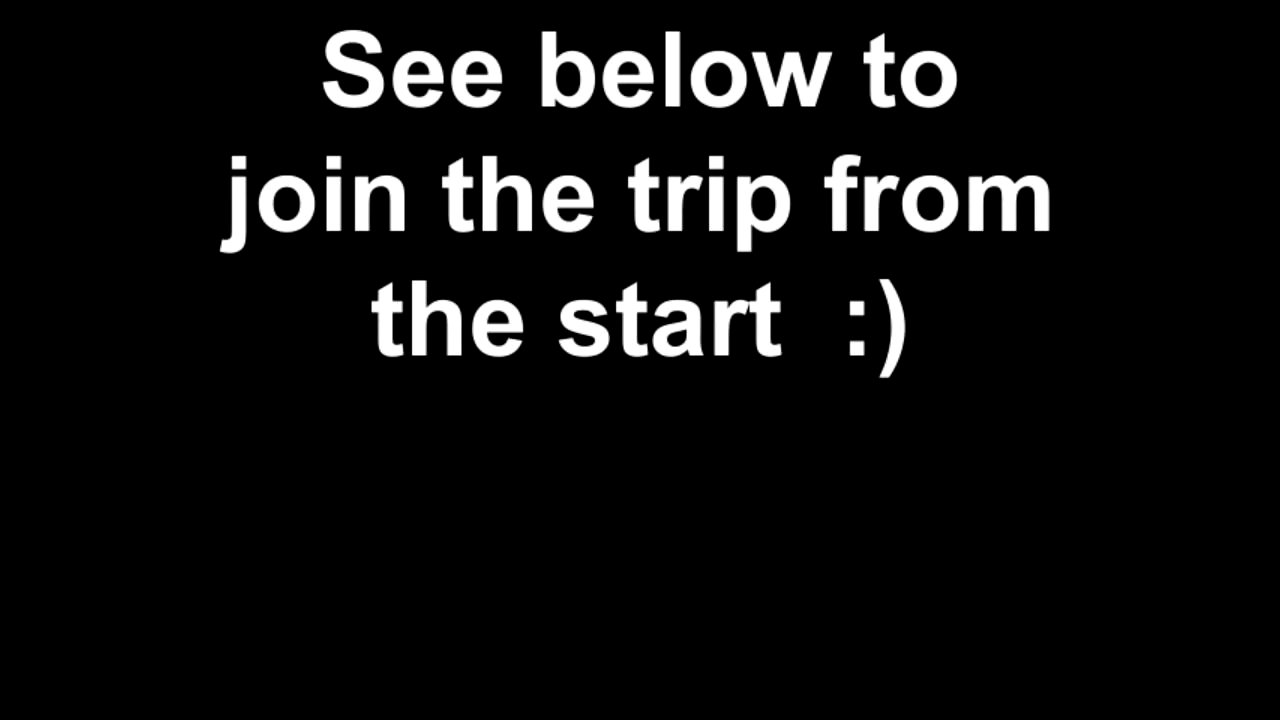 See below to
join the trip from
the start  :)